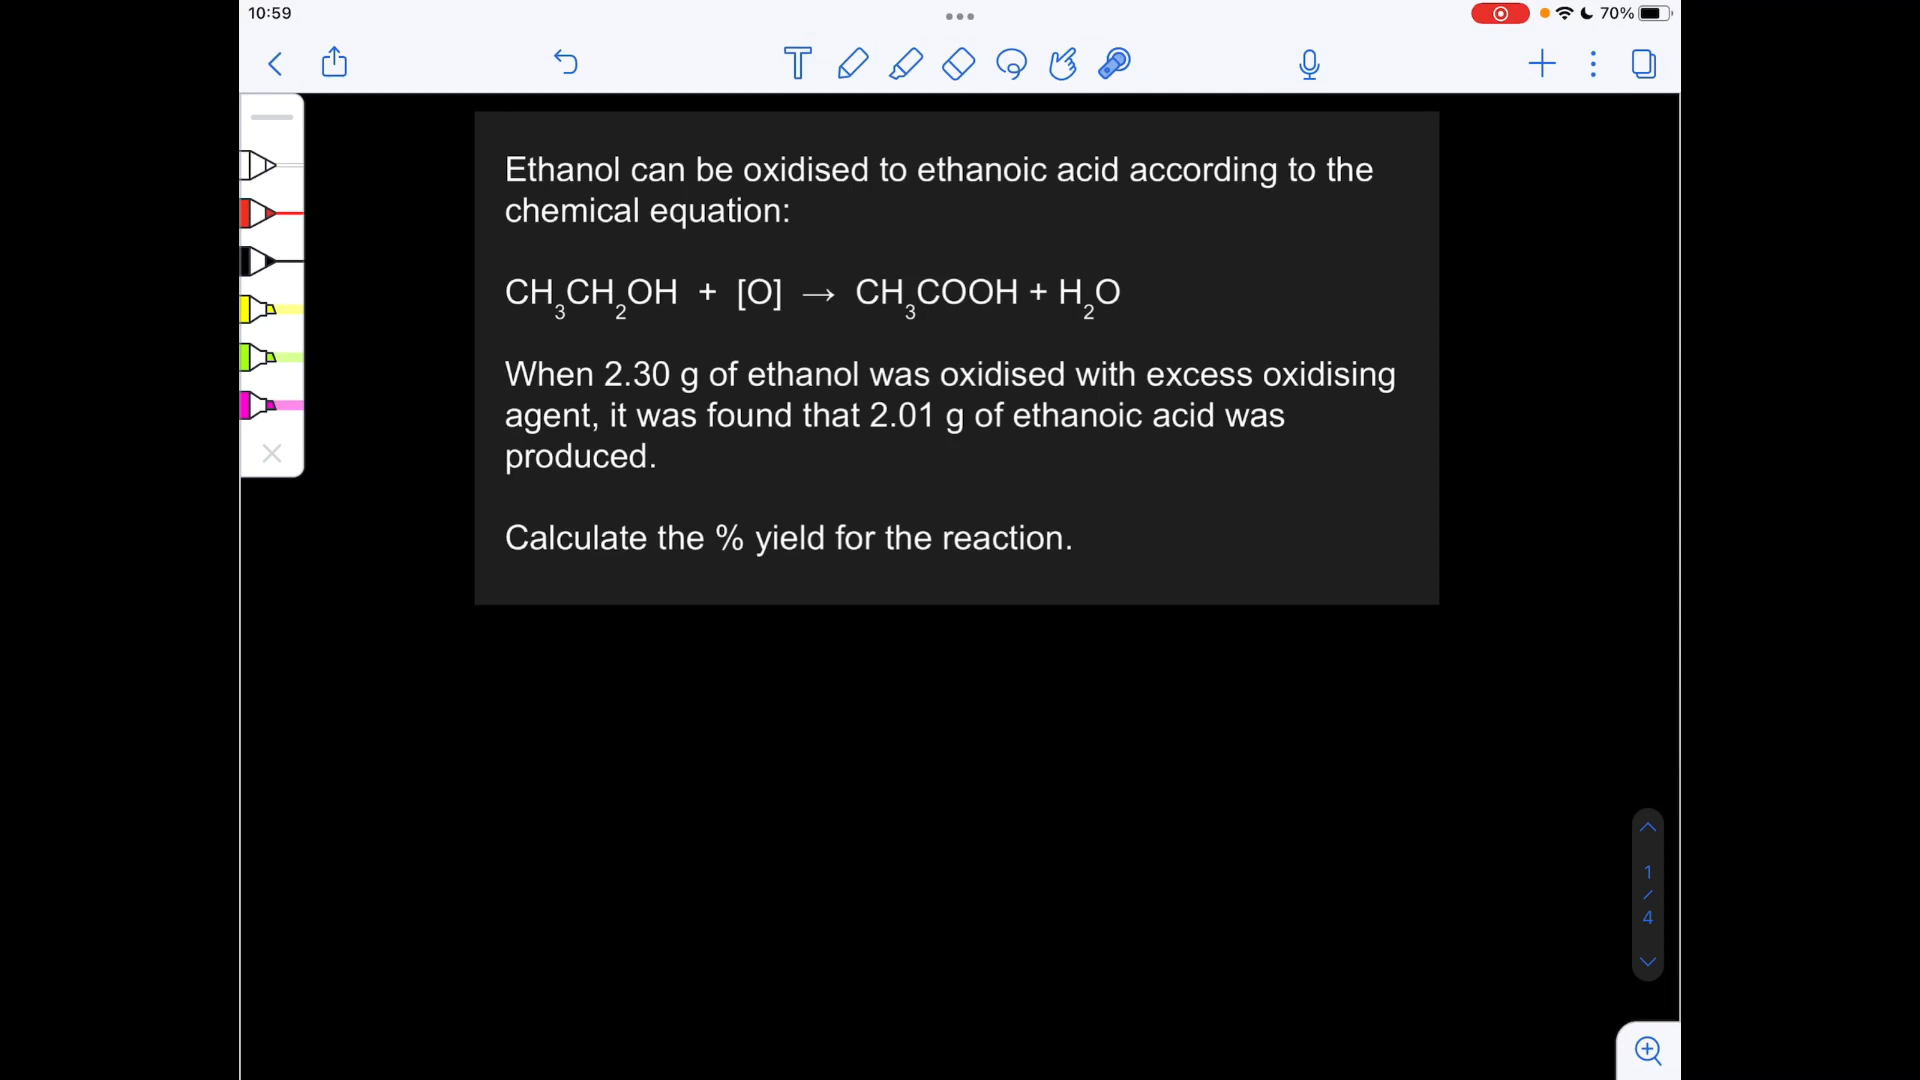 10:59
70%
T
Ethanol can be oxidised to ethanoic acid according to the
chemical equation:
CH₃CH₂OH + [O] → CH₃COOH + H₂O
When 2.30 g of ethanol was oxidised with excess oxidising
agent, it was found that 2.01 g of ethanoic acid was
produced.
Calculate the % yield for the reaction.
1
/
4